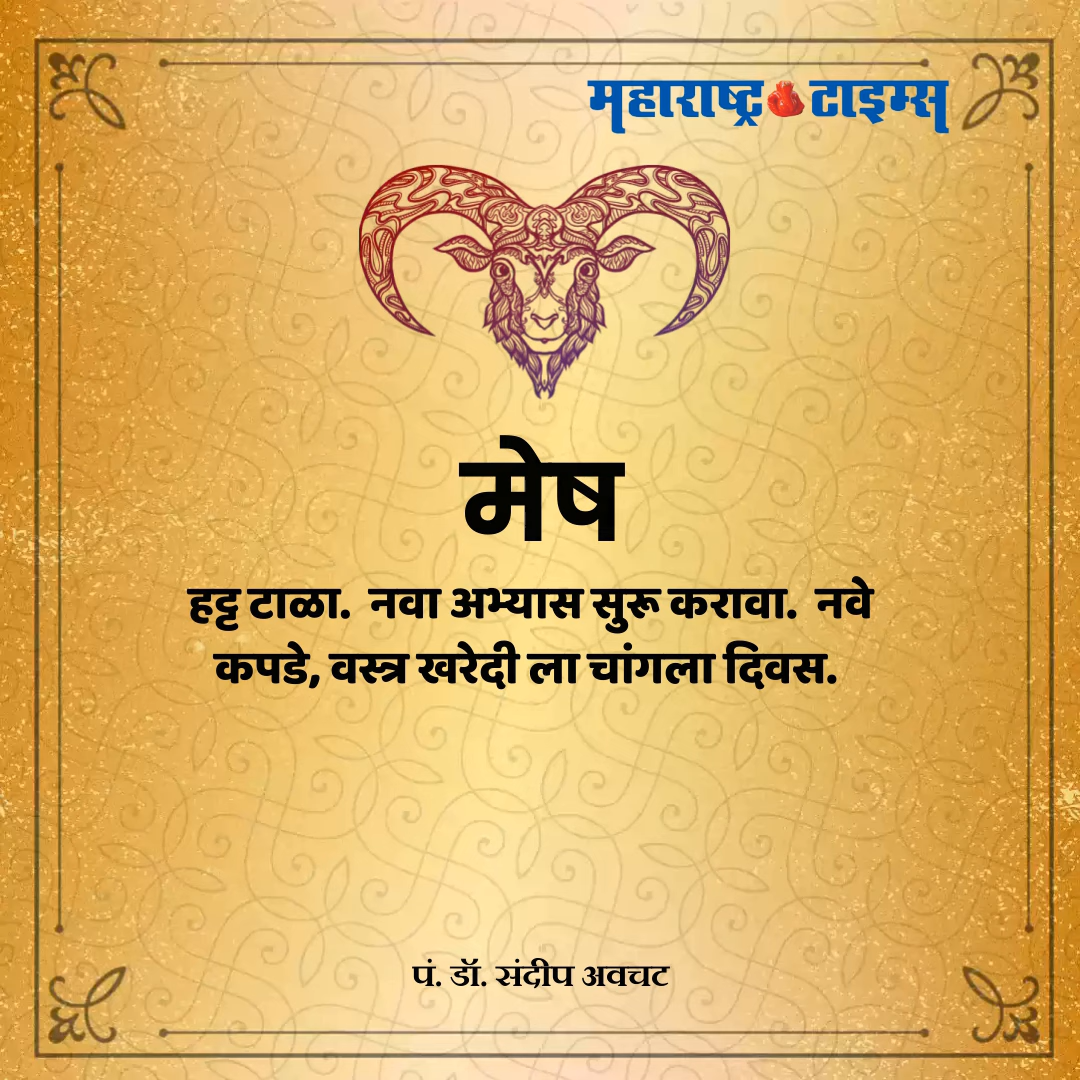 महाराष्ट्र टाइम्स
मेष
हट्ट टाळा.  नवा अभ्यास सुरू करावा.  नवे
कपडे, वस्त्र खरेदी ला चांगला दिवस.
पं. डॉ. संदीप अवचट